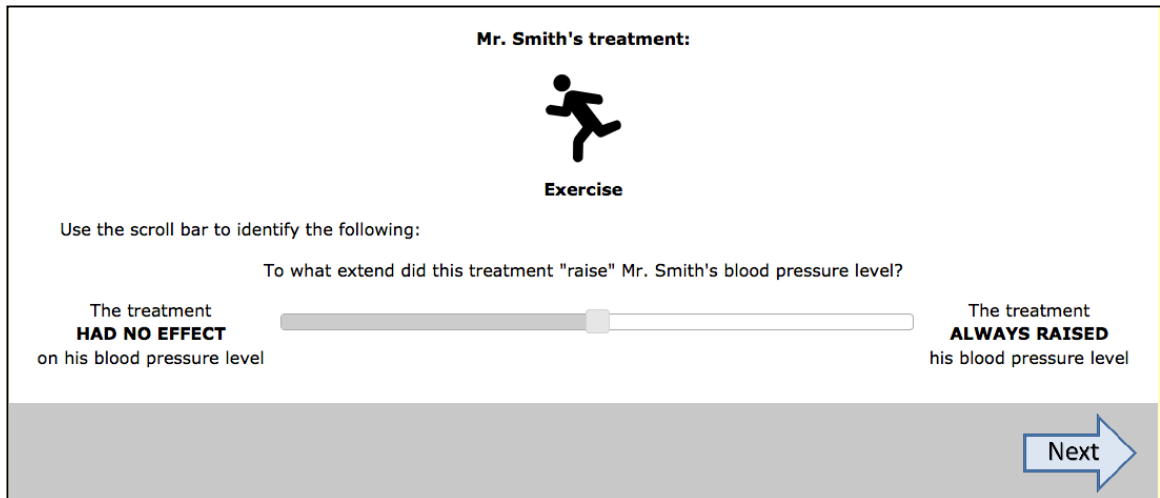 Mr. Smith's treatment:
Exercise
Use the scroll bar to identify the following:
To what extend did this treatment "raise" Mr. Smith's blood pressure level?
The treatment
HAD NO EFFECT
on his blood pressure level
The treatment
ALWAYS RAISED
his blood pressure level
Next